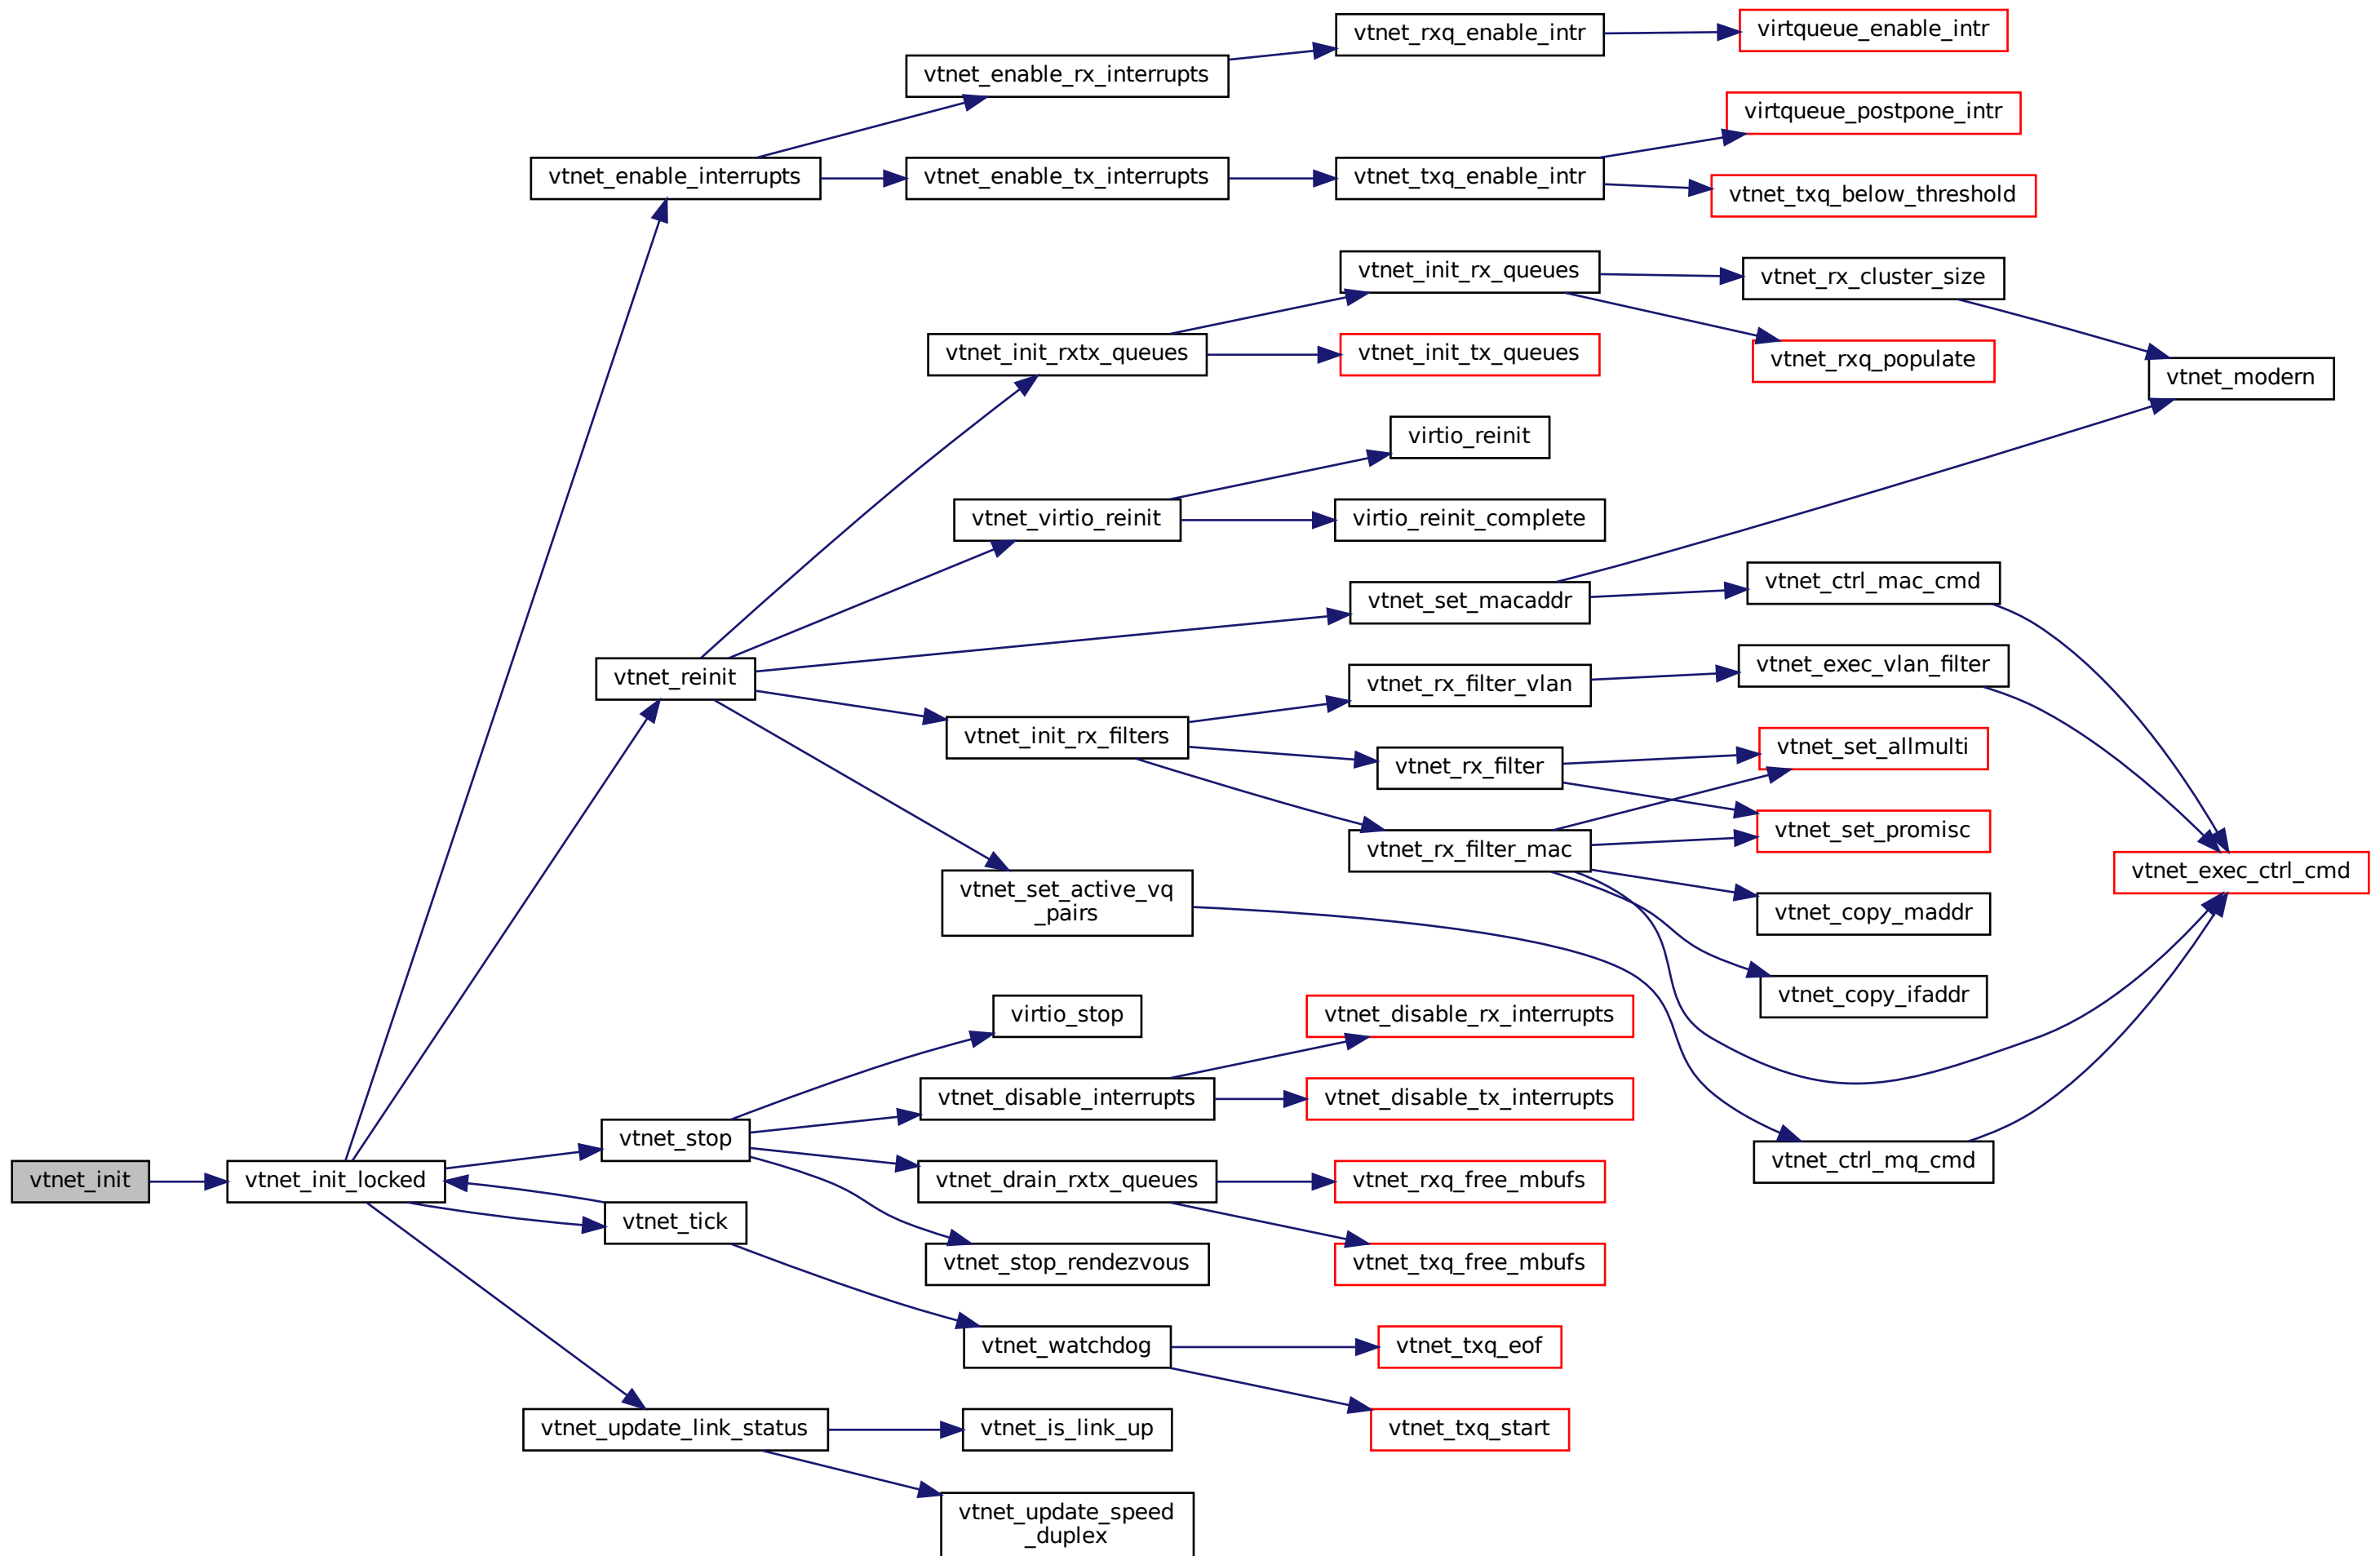 vtnet_rxq_enable_intr
virtqueue_enable_intr
vtnet_enable_rx_interrupts
virtqueue_postpone_intr
vtnet_enable_interrupts
vtnet_enable_tx_interrupts
vtnet_txq_enable_intr
vtnet_txq_below_threshold
vtnet_init_rx_queues
vtnet_rx_cluster_size
vtnet_init_rxtx_queues
vtnet_init_tx_queues
vtnet_rxq_populate
vtnet_modern
virtio_reinit
vtnet_virtio_reinit
virtio_reinit_complete
vtnet_set_macaddr
vtnet_ctrl_mac_cmd
vtnet_reinit
vtnet_rx_filter_vlan
vtnet_exec_vlan_filter
vtnet_init_rx_filters
vtnet_rx_filter
vtnet_set_allmulti
vtnet_rx_filter_mac
vtnet_set_promisc
vtnet_exec_ctrl_cmd
vtnet_set_active_vq
_pairs
vtnet_copy_maddr
vtnet_copy_ifaddr
virtio_stop
vtnet_disable_rx_interrupts
vtnet_disable_interrupts
vtnet_disable_tx_interrupts
vtnet_stop
vtnet_ctrl_mq_cmd
vtnet_init
vtnet_init_locked
vtnet_drain_rxtx_queues
vtnet_rxq_free_mbufs
vtnet_tick
vtnet_stop_rendezvous
vtnet_txq_free_mbufs
vtnet_watchdog
vtnet_txq_eof
vtnet_update_link_status
vtnet_is_link_up
vtnet_txq_start
vtnet_update_speed
_duplex